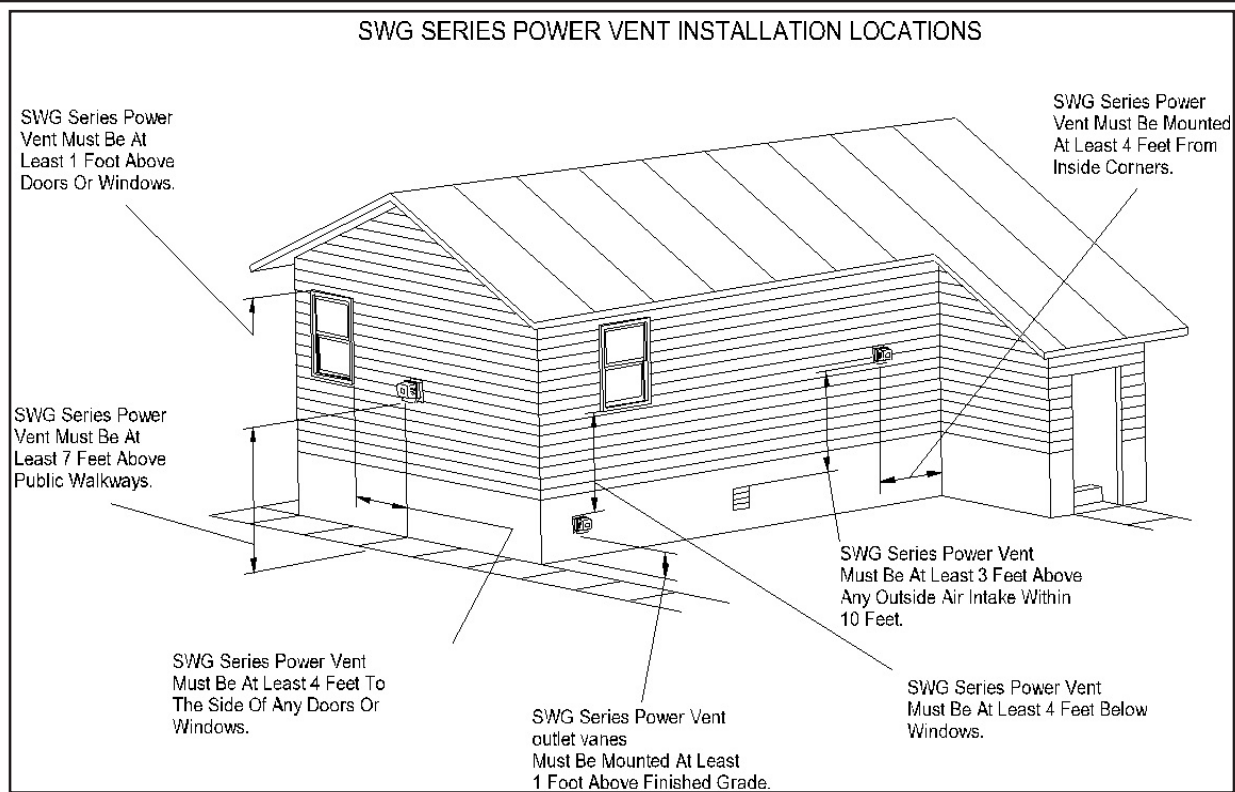 SWG SERIES POWER VENT INSTALLATION LOCATIONS
SWG Series Power
Vent Must Be At
Least 1 Foot Above
Doors Or Windows.
SWG Series Power
Vent Must Be Mounted
At Least 4 Feet From
Inside Corners.
SWG Series Power
Vent Must Be At
Least 7 Feet Above
Public Walkways.
SWG Series Power Vent
Must Be At Least 3 Feet Above
Any Outside Air Intake Within
10 Feet.
SWG Series Power Vent
Must Be At Least 4 Feet To
The Side Of Any Doors Or
Windows.
SWG Series Power Vent
outlet vanes
Must Be Mounted At Least
1 Foot Above Finished Grade.
SWG Series Power Vent
Must Be At Least 4 Feet Below
Windows.